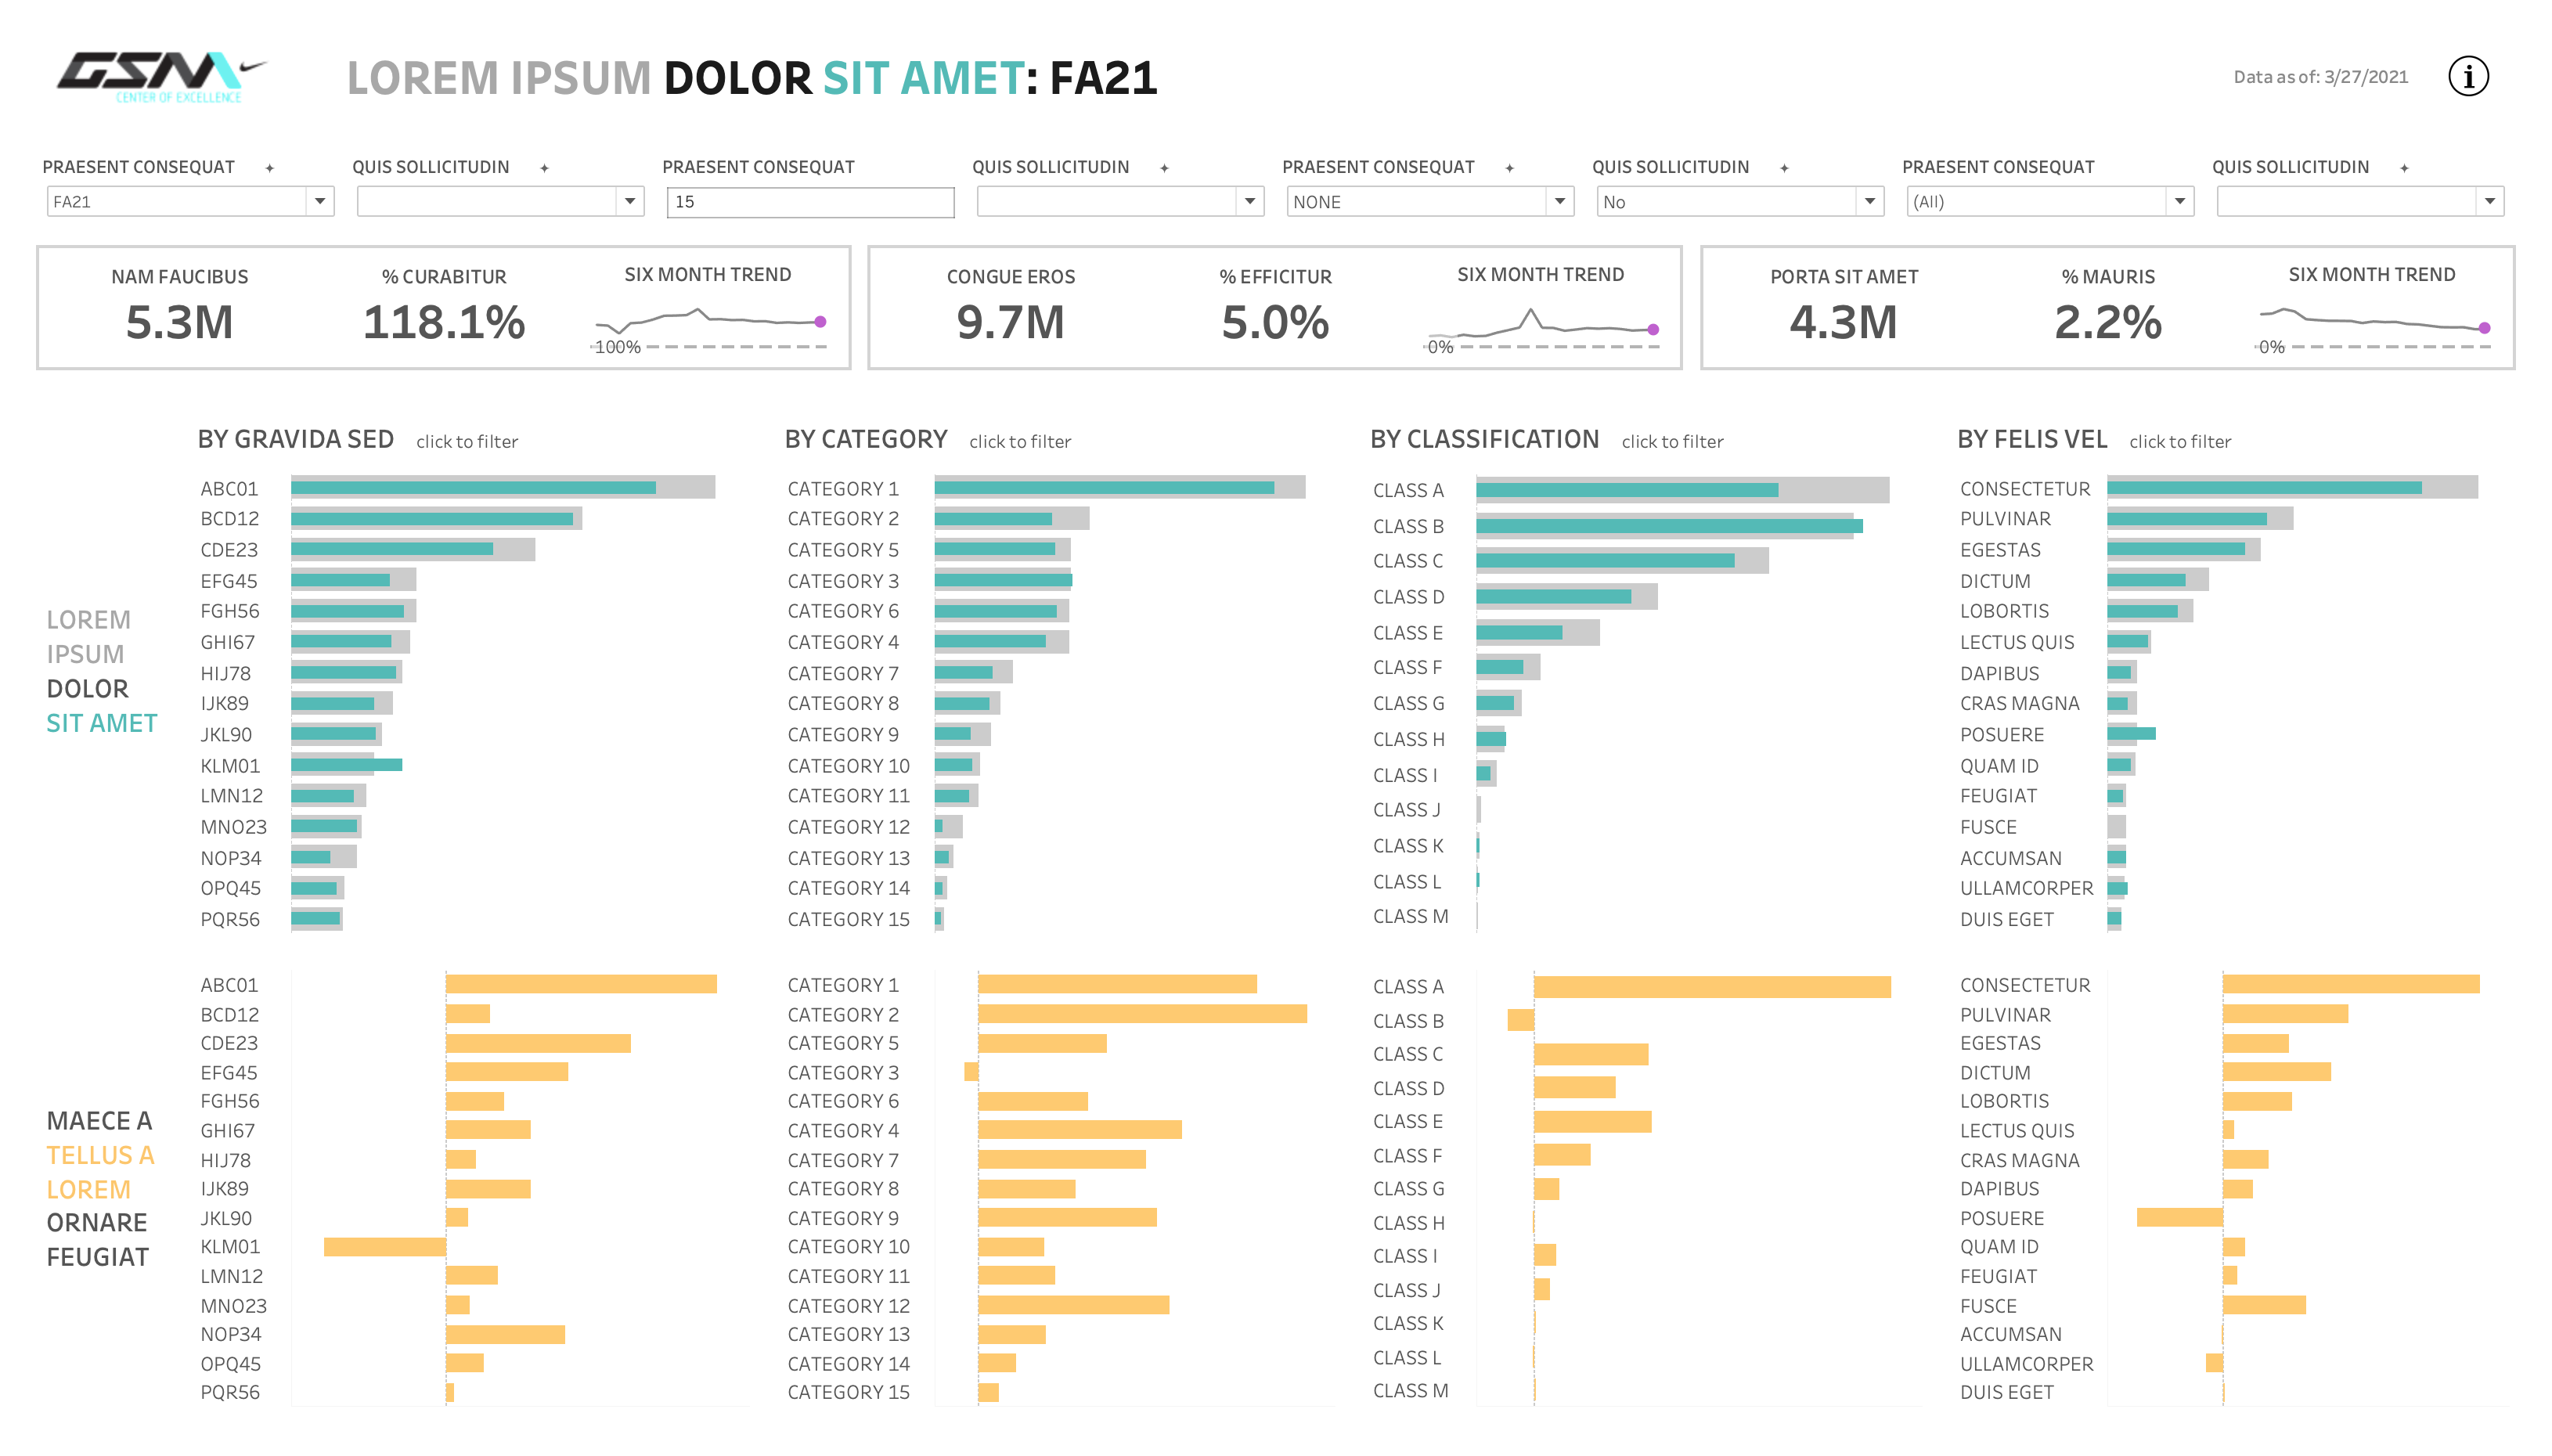 GSM
CENTER OF EXCELLENCE
LOREM IPSUM DOLOR SIT AMET: FA21
Data as of: 3/27/2021
i
PRAESENT CONSEQUAT QUIS SOLLICITUDIN PRAESENT CONSEQUAT QUIS SOLLICITUDIN PRAESENT CONSEQUAT QUIS SOLLICITUDIN PRAESENT CONSEQUAT QUIS SOLLICITUDIN
FA21 15 NONE No (All)
NAM FAUCIBUS
5.3M
% CURABITUR
118.1%
SIX MONTH TREND
100%
CONGUE EROS
9.7M
% EFFICITUR
5.0%
SIX MONTH TREND
0%
PORTA SIT AMET
4.3M
% MAURIS
2.2%
SIX MONTH TREND
0%
LOREM
IPSUM
DOLOR
SIT AMET
BY GRAVIDA SED click to filter
ABC01
BCD12
CDE23
EFG45
FGH56
GHI67
HIJ78
IJK89
JKL90
KLM01
LMN12
MNO23
NOP34
OPQ45
PQR56
BY CATEGORY click to filter
CATEGORY 1
CATEGORY 2
CATEGORY 5
CATEGORY 3
CATEGORY 6
CATEGORY 4
CATEGORY 7
CATEGORY 8
CATEGORY 9
CATEGORY 10
CATEGORY 11
CATEGORY 12
CATEGORY 13
CATEGORY 14
CATEGORY 15
BY CLASSIFICATION click to filter
CLASS A
CLASS B
CLASS C
CLASS D
CLASS E
CLASS F
CLASS G
CLASS H
CLASS I
CLASS J
CLASS K
CLASS L
CLASS M
BY FELIS VEL click to filter
CONSECTETUR
PULVINAR
EGESTAS
DICTUM
LOBORTIS
LECTUS QUIS
DAPIBUS
CRAS MAGNA
POSUERE
QUAM ID
FEUGIAT
FUSCE
ACCUMSAN
ULLAMCORPER
DUIS EGET
MAECE A
TELLUS A
LOREM
ORNARE
FEUGIAT
ABC01
BCD12
CDE23
EFG45
FGH56
GHI67
HIJ78
IJK89
JKL90
KLM01
LMN12
MNO23
NOP34
OPQ45
PQR56
CATEGORY 1
CATEGORY 2
CATEGORY 5
CATEGORY 3
CATEGORY 6
CATEGORY 4
CATEGORY 7
CATEGORY 8
CATEGORY 9
CATEGORY 10
CATEGORY 11
CATEGORY 12
CATEGORY 13
CATEGORY 14
CATEGORY 15
CLASS A
CLASS B
CLASS C
CLASS D
CLASS E
CLASS F
CLASS G
CLASS H
CLASS I
CLASS J
CLASS K
CLASS L
CLASS M
CONSECTETUR
PULVINAR
EGESTAS
DICTUM
LOBORTIS
LECTUS QUIS
CRAS MAGNA
DAPIBUS
POSUERE
QUAM ID
FEUGIAT
FUSCE
ACCUMSAN
ULLAMCORPER
DUIS EGET